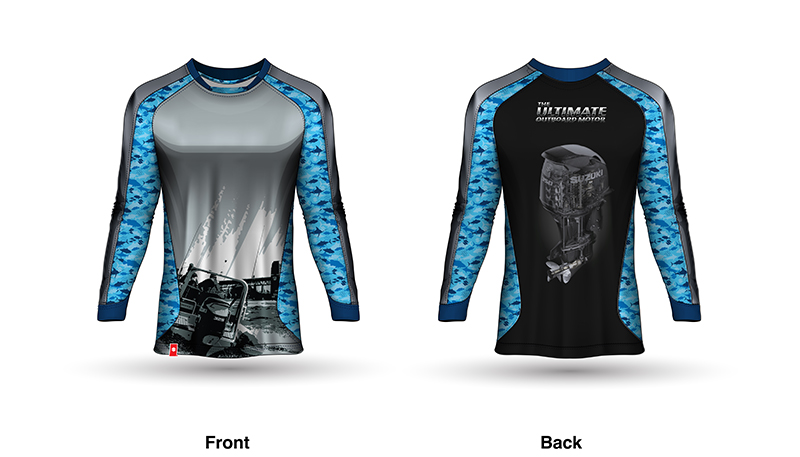 THE
ULTIMATE
OUTBOARD MOTOR
SUZUKI
Front
Back